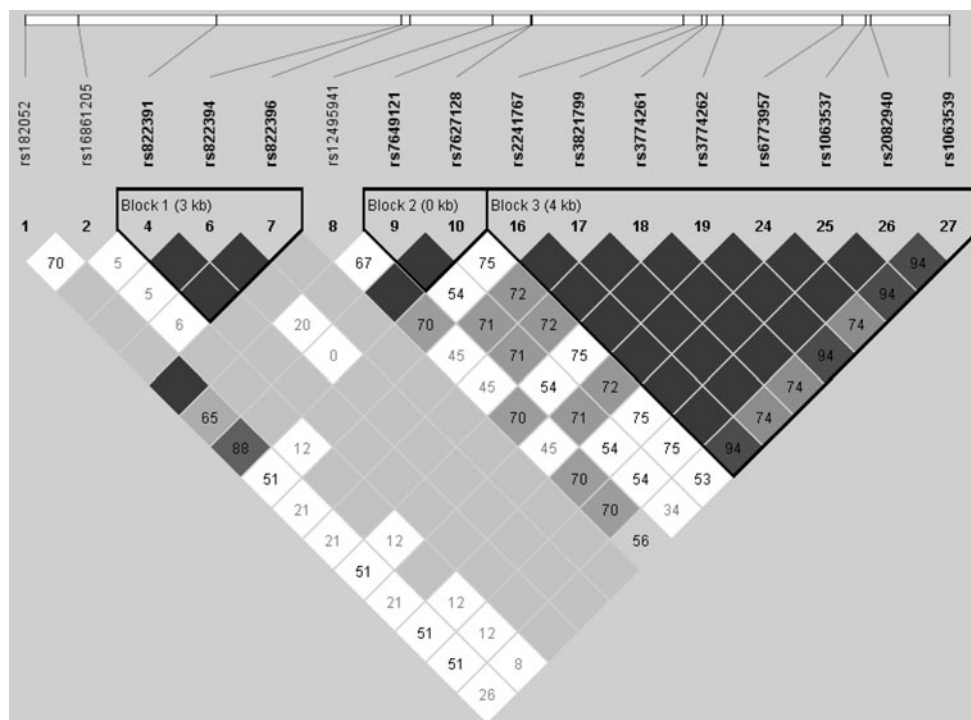 rs182052
rs16861205
rs822391
rs822394
rs822396
rs12495941
rs76491121
rs7627128
rs2241767
rs3821799
rs3774261
rs3774262
rs6773957
rs1063537
rs2082940
rs1063539
Block 1 (3 kb) Block 2 (0 kb) Block 3 (4 kb)
1 2 4 6 7 8 9 10 16 17 18 19 24 25 26 27
70 5 67 75 94
5 54 72 94
6 20 70 71 72 74
0 45 71 75 94
45 54 72 74
65 70 71 75 74
88 12 45 54 75 94
51 70 54 53
21 70 34
21 12 56
51
21 12
51 12
51 8
26